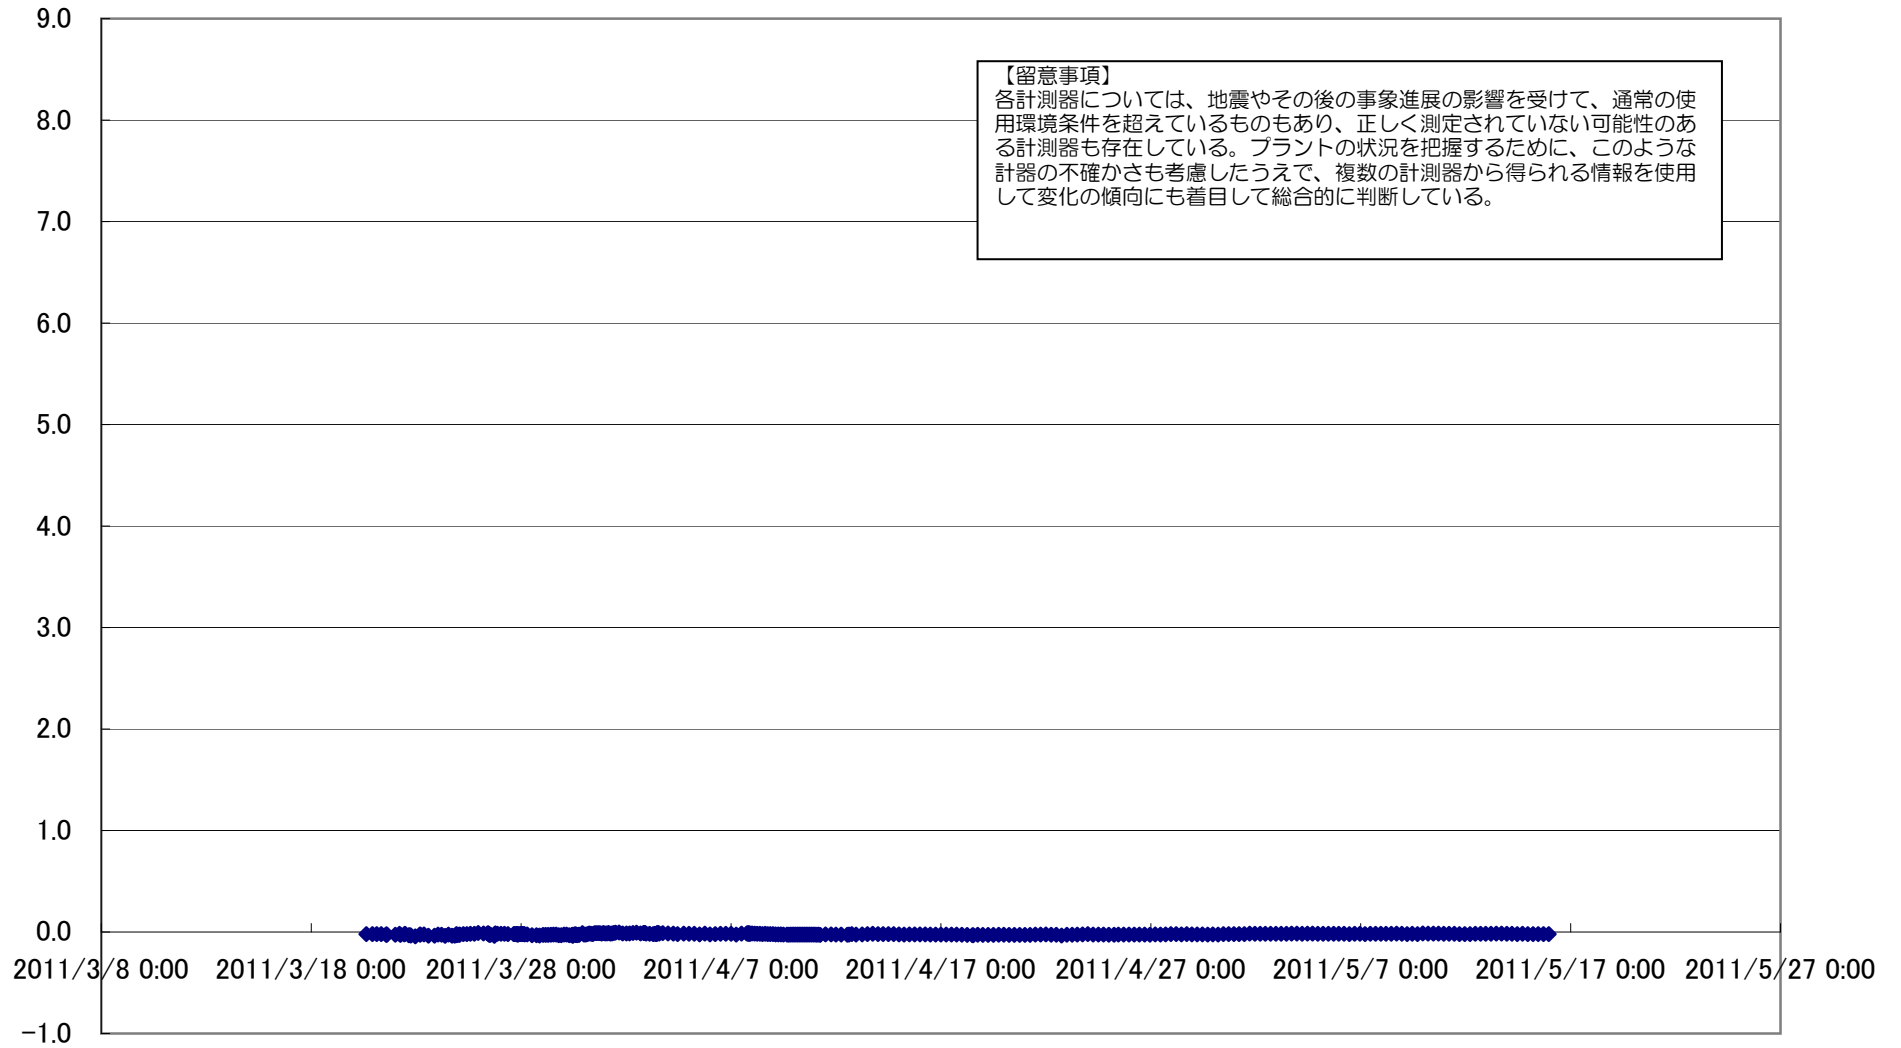 9.0
【留意事項】
各計測器については、地震やその後の事象進展の影響を受けて、通常の使
用環境条件を超えているものもあり、正しく測定されていない可能性のあ
る計測器も存在している。プラントの状況を把握するために、このような
計器の不確かさも考慮したうえで、複数の計測器から得られる情報を使用
して変化の傾向にも着目して総合的に判断している。
8.0
7.0
6.0
5.0
4.0
3.0
2.0
1.0
0.0
2011/3/8 0:00 2011/3/18 0:00 2011/3/28 0:00 2011/4/7 0:00 2011/4/17 0:00 2011/4/27 0:00 2011/5/7 0:00 2011/5/17 0:00 2011/5/27 0:00
-1.0